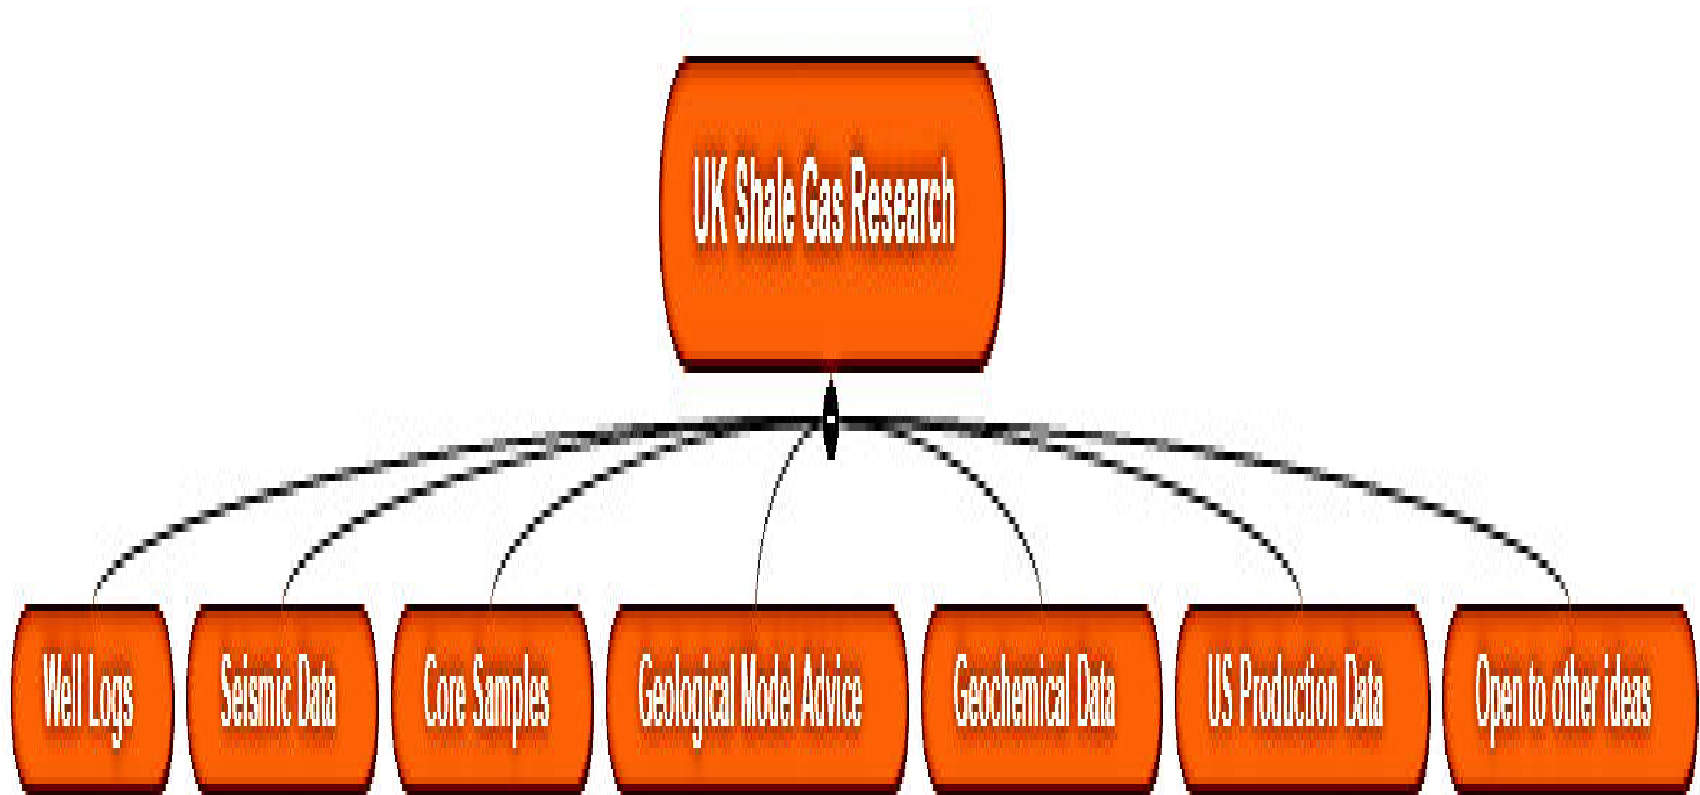 UK Shale Gas Research
Well Logs
Seismic Data
Core Samples
Geological Model Advice
Geochemical Data
US Production Data
Open to other ideas